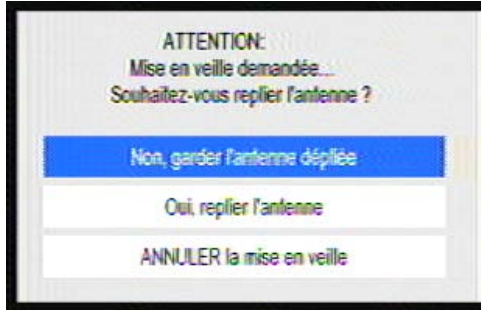 ATTENTION:
Mise en veille demandée...
Souhaitez-vous replier l'antenne ?
Non, garder l'antenne dépliée
Oui, replier l'antenne
ANNULER la mise en veille